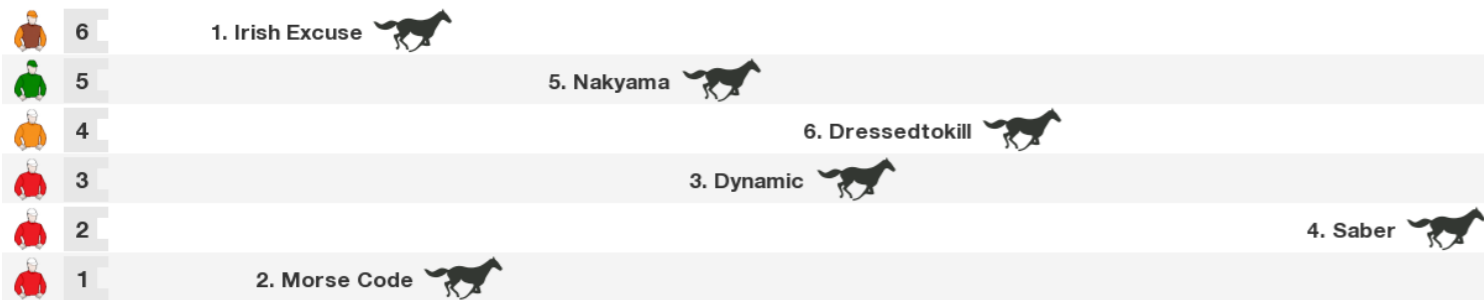 6 1. Irish Excuse
5 5. Nakyama
4 6. Dressedtokill
3 3. Dynamic
2 4. Saber
1 2. Morse Code